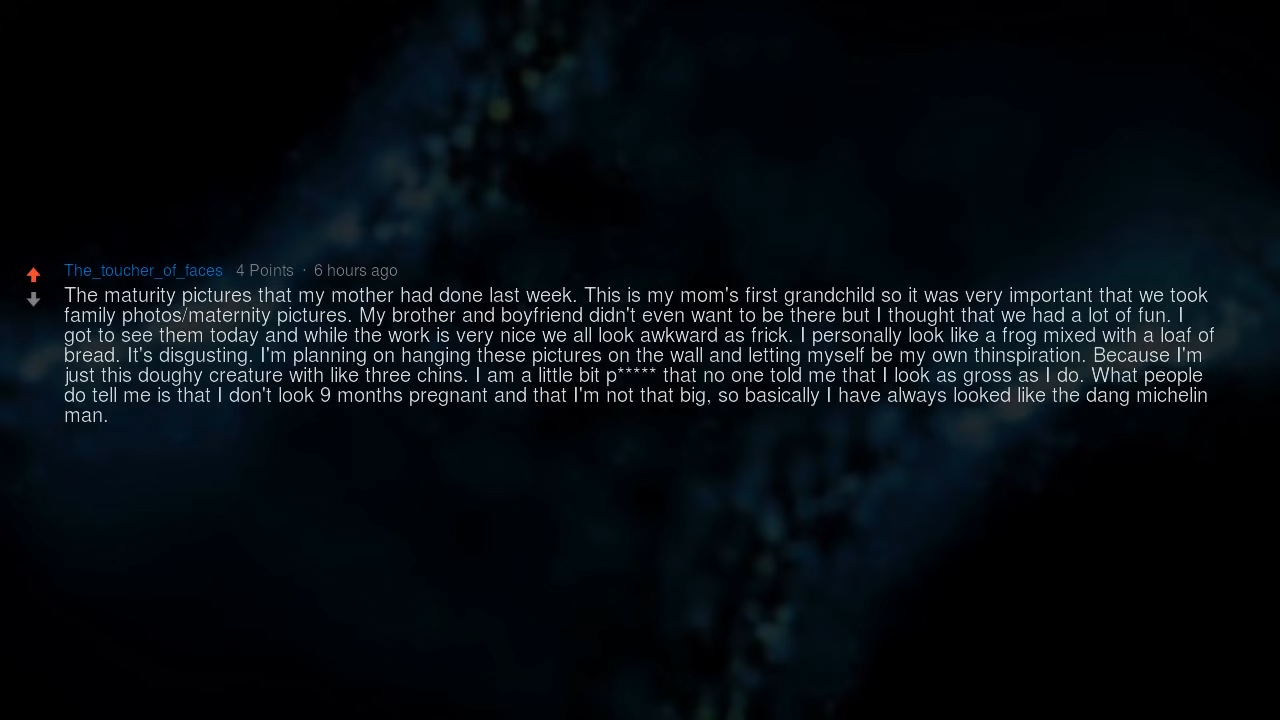 The_toucher_of_faces 4 Points · 6 hours ago
The maturity pictures that my mother had done last week. This is my mom's first grandchild so it was very important that we took
family photos/maternity pictures. My brother and boyfriend didn't even want to be there but I thought that we had a lot of fun. I
got to see them today and while the work is very nice we all look awkward as frick. I personally look like a frog mixed with a loaf of
bread. It's disgusting. I'm planning on hanging these pictures on the wall and letting myself be my own thinspiration. Because I'm
just this doughy creature with like three chins. I am a little bit p***** that no one told me that I look as gross as I do. What people
do tell me is that I don't look 9 months pregnant and that I'm not that big, so basically I have always looked like the dang michelin
man.